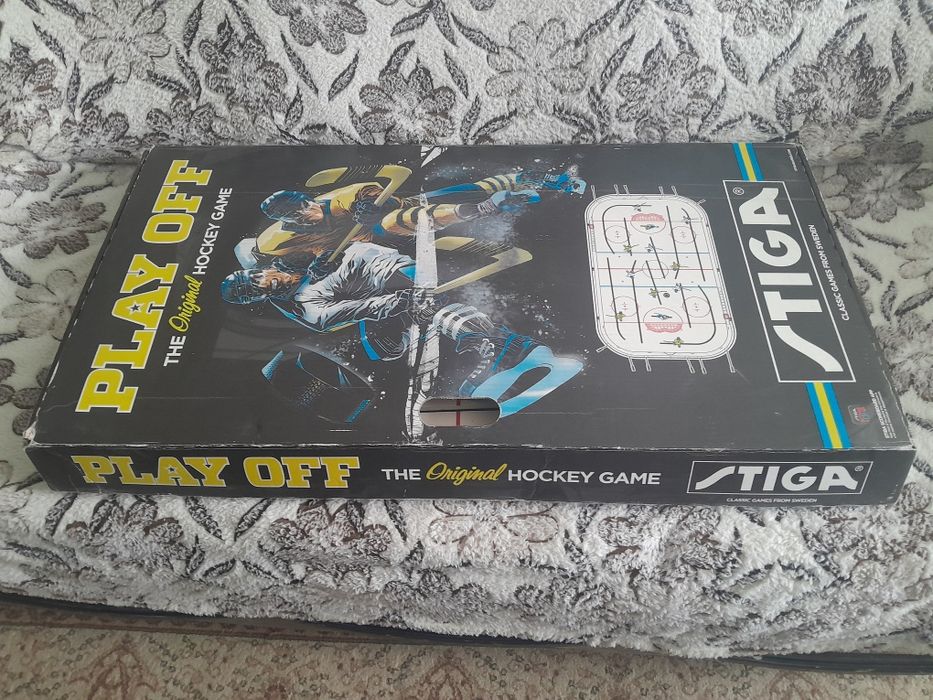 PLAY OFF
THE Original HOCKEY GAME
STIGA®
CLASSIC GAMES FROM SWEDEN
PLAY OFF THE Original HOCKEY GAME STIGA®
CLASSIC GAMES FROM SWEDEN